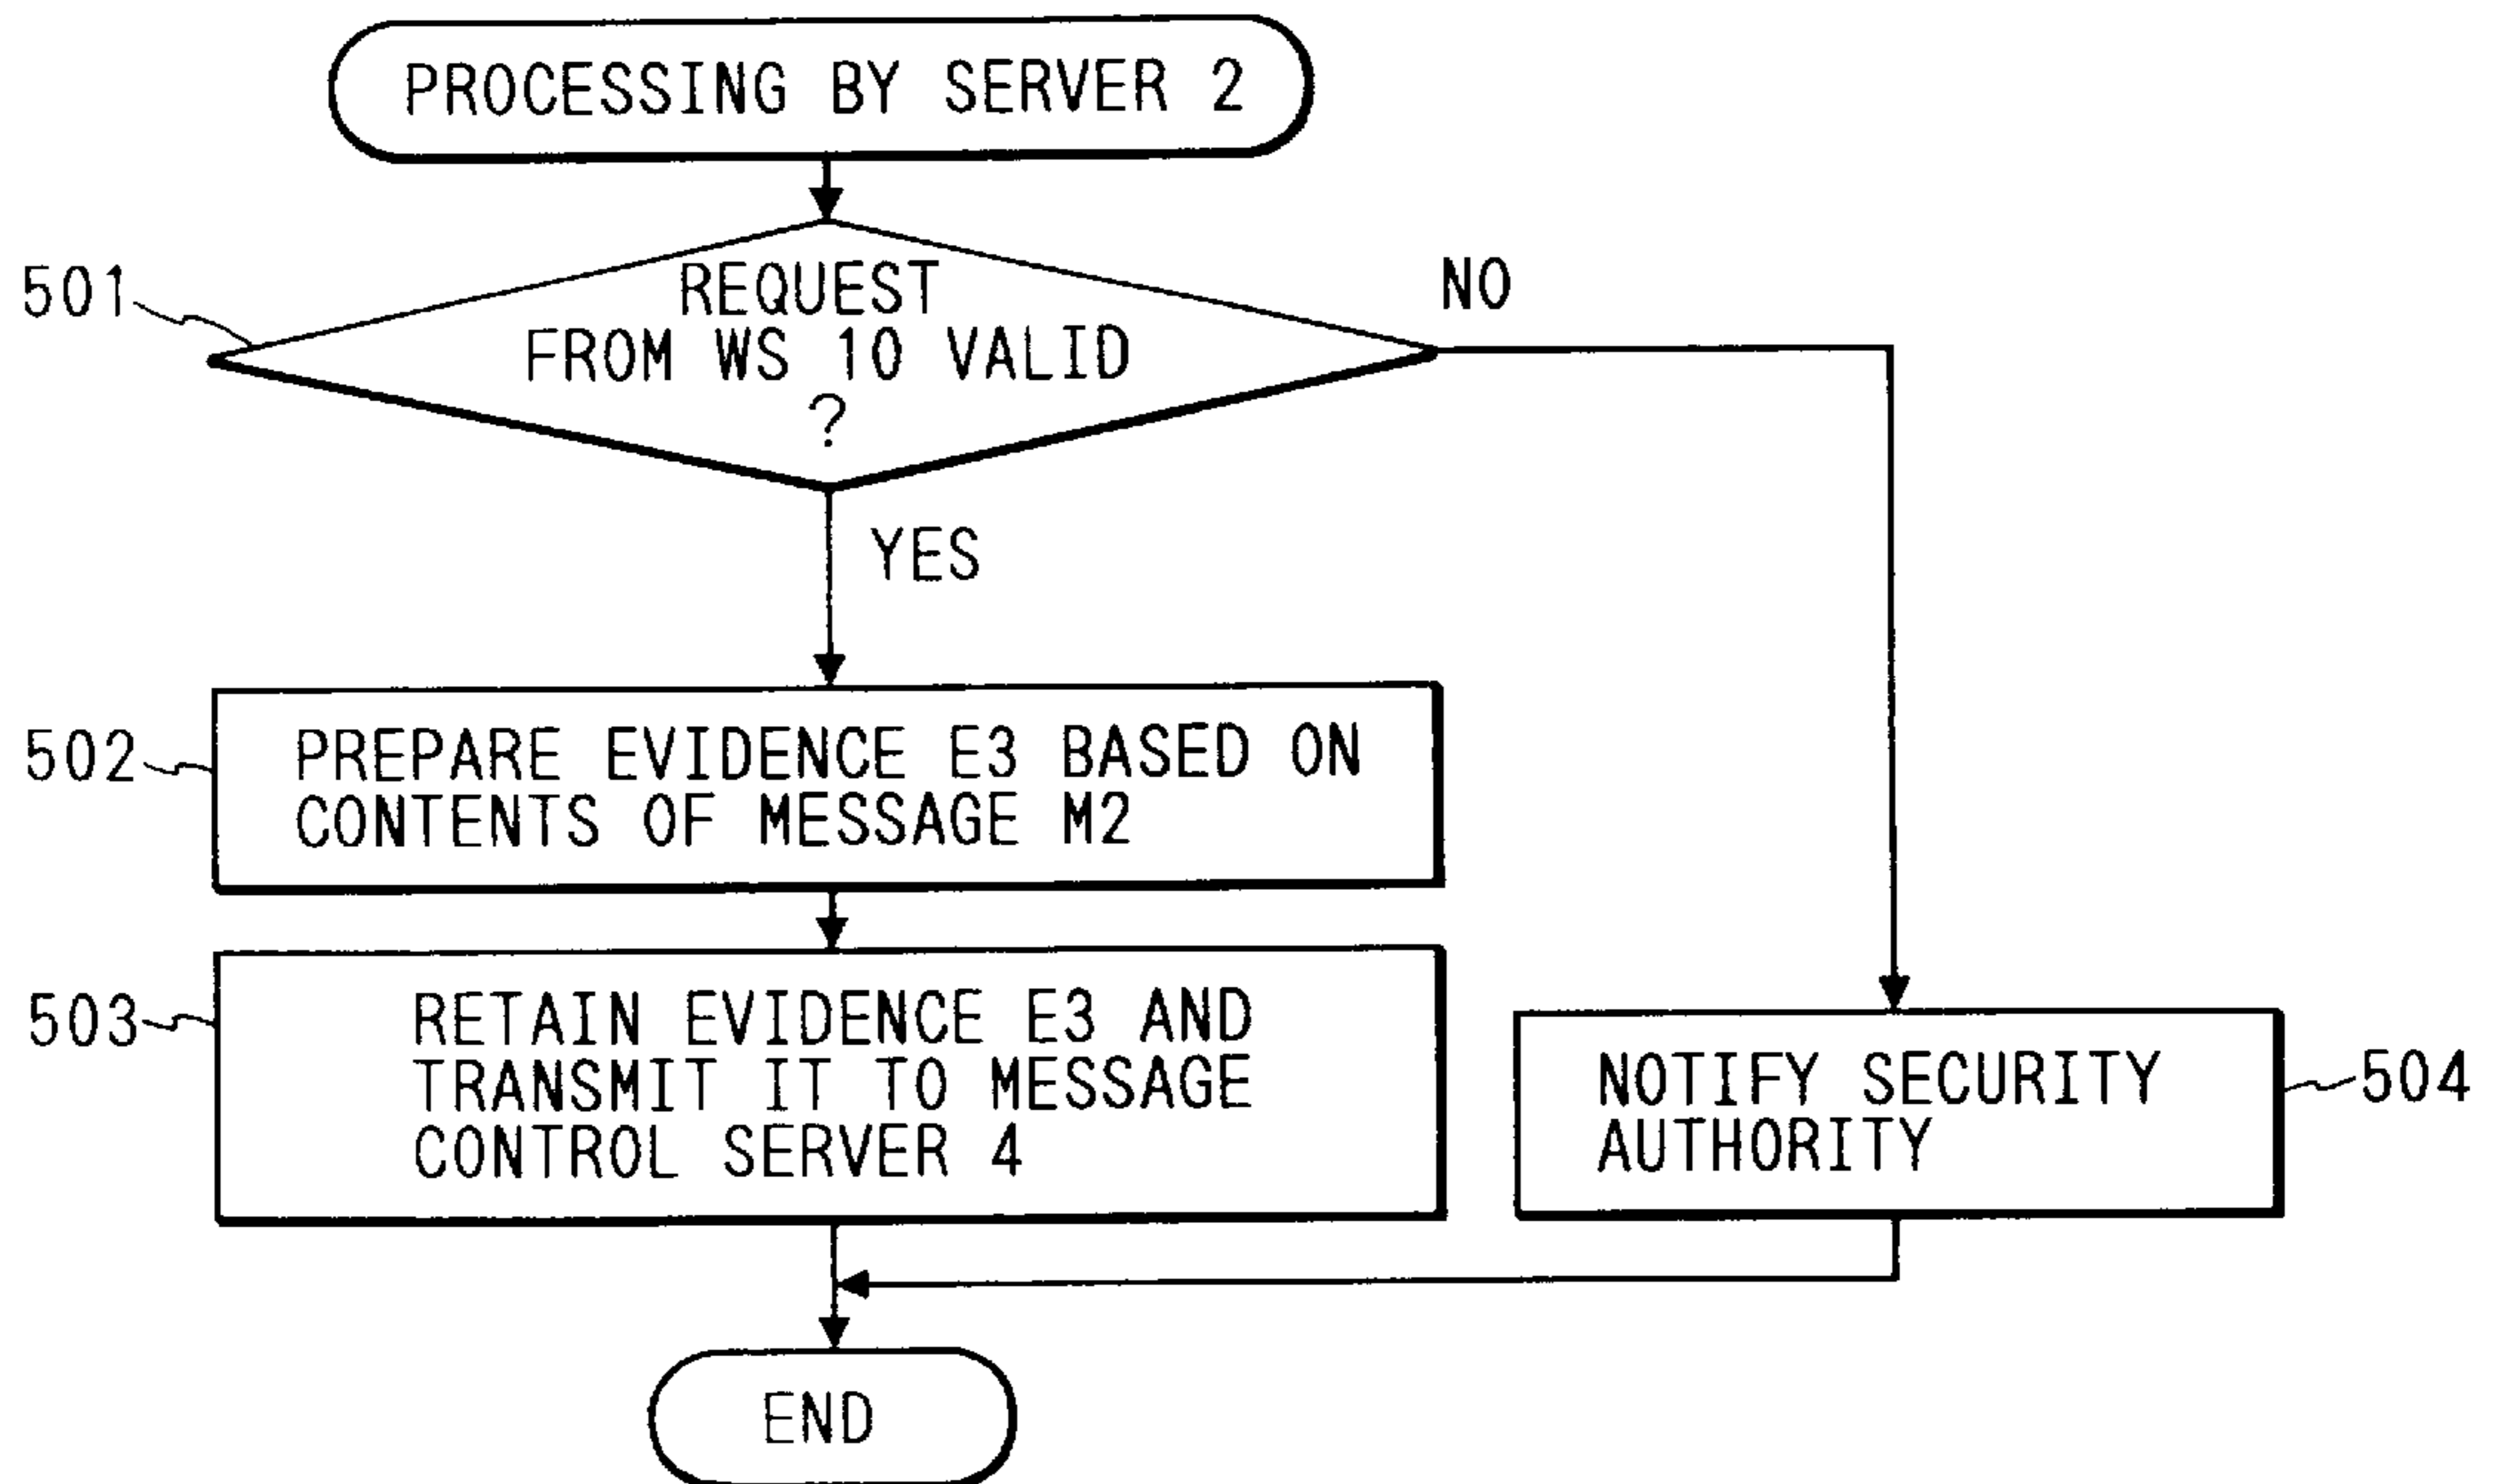 PROCESSING BY SERVER 2
501
REQUEST
FROM WS 10 VALID
?
NO
YES
502
PREPARE EVIDENCE E3 BASED ON
CONTENTS OF MESSAGE M2
503
RETAIN EVIDENCE E3 AND
TRANSMIT IT TO MESSAGE
CONTROL SERVER 4
NOTIFY SECURITY
AUTHORITY
504
END